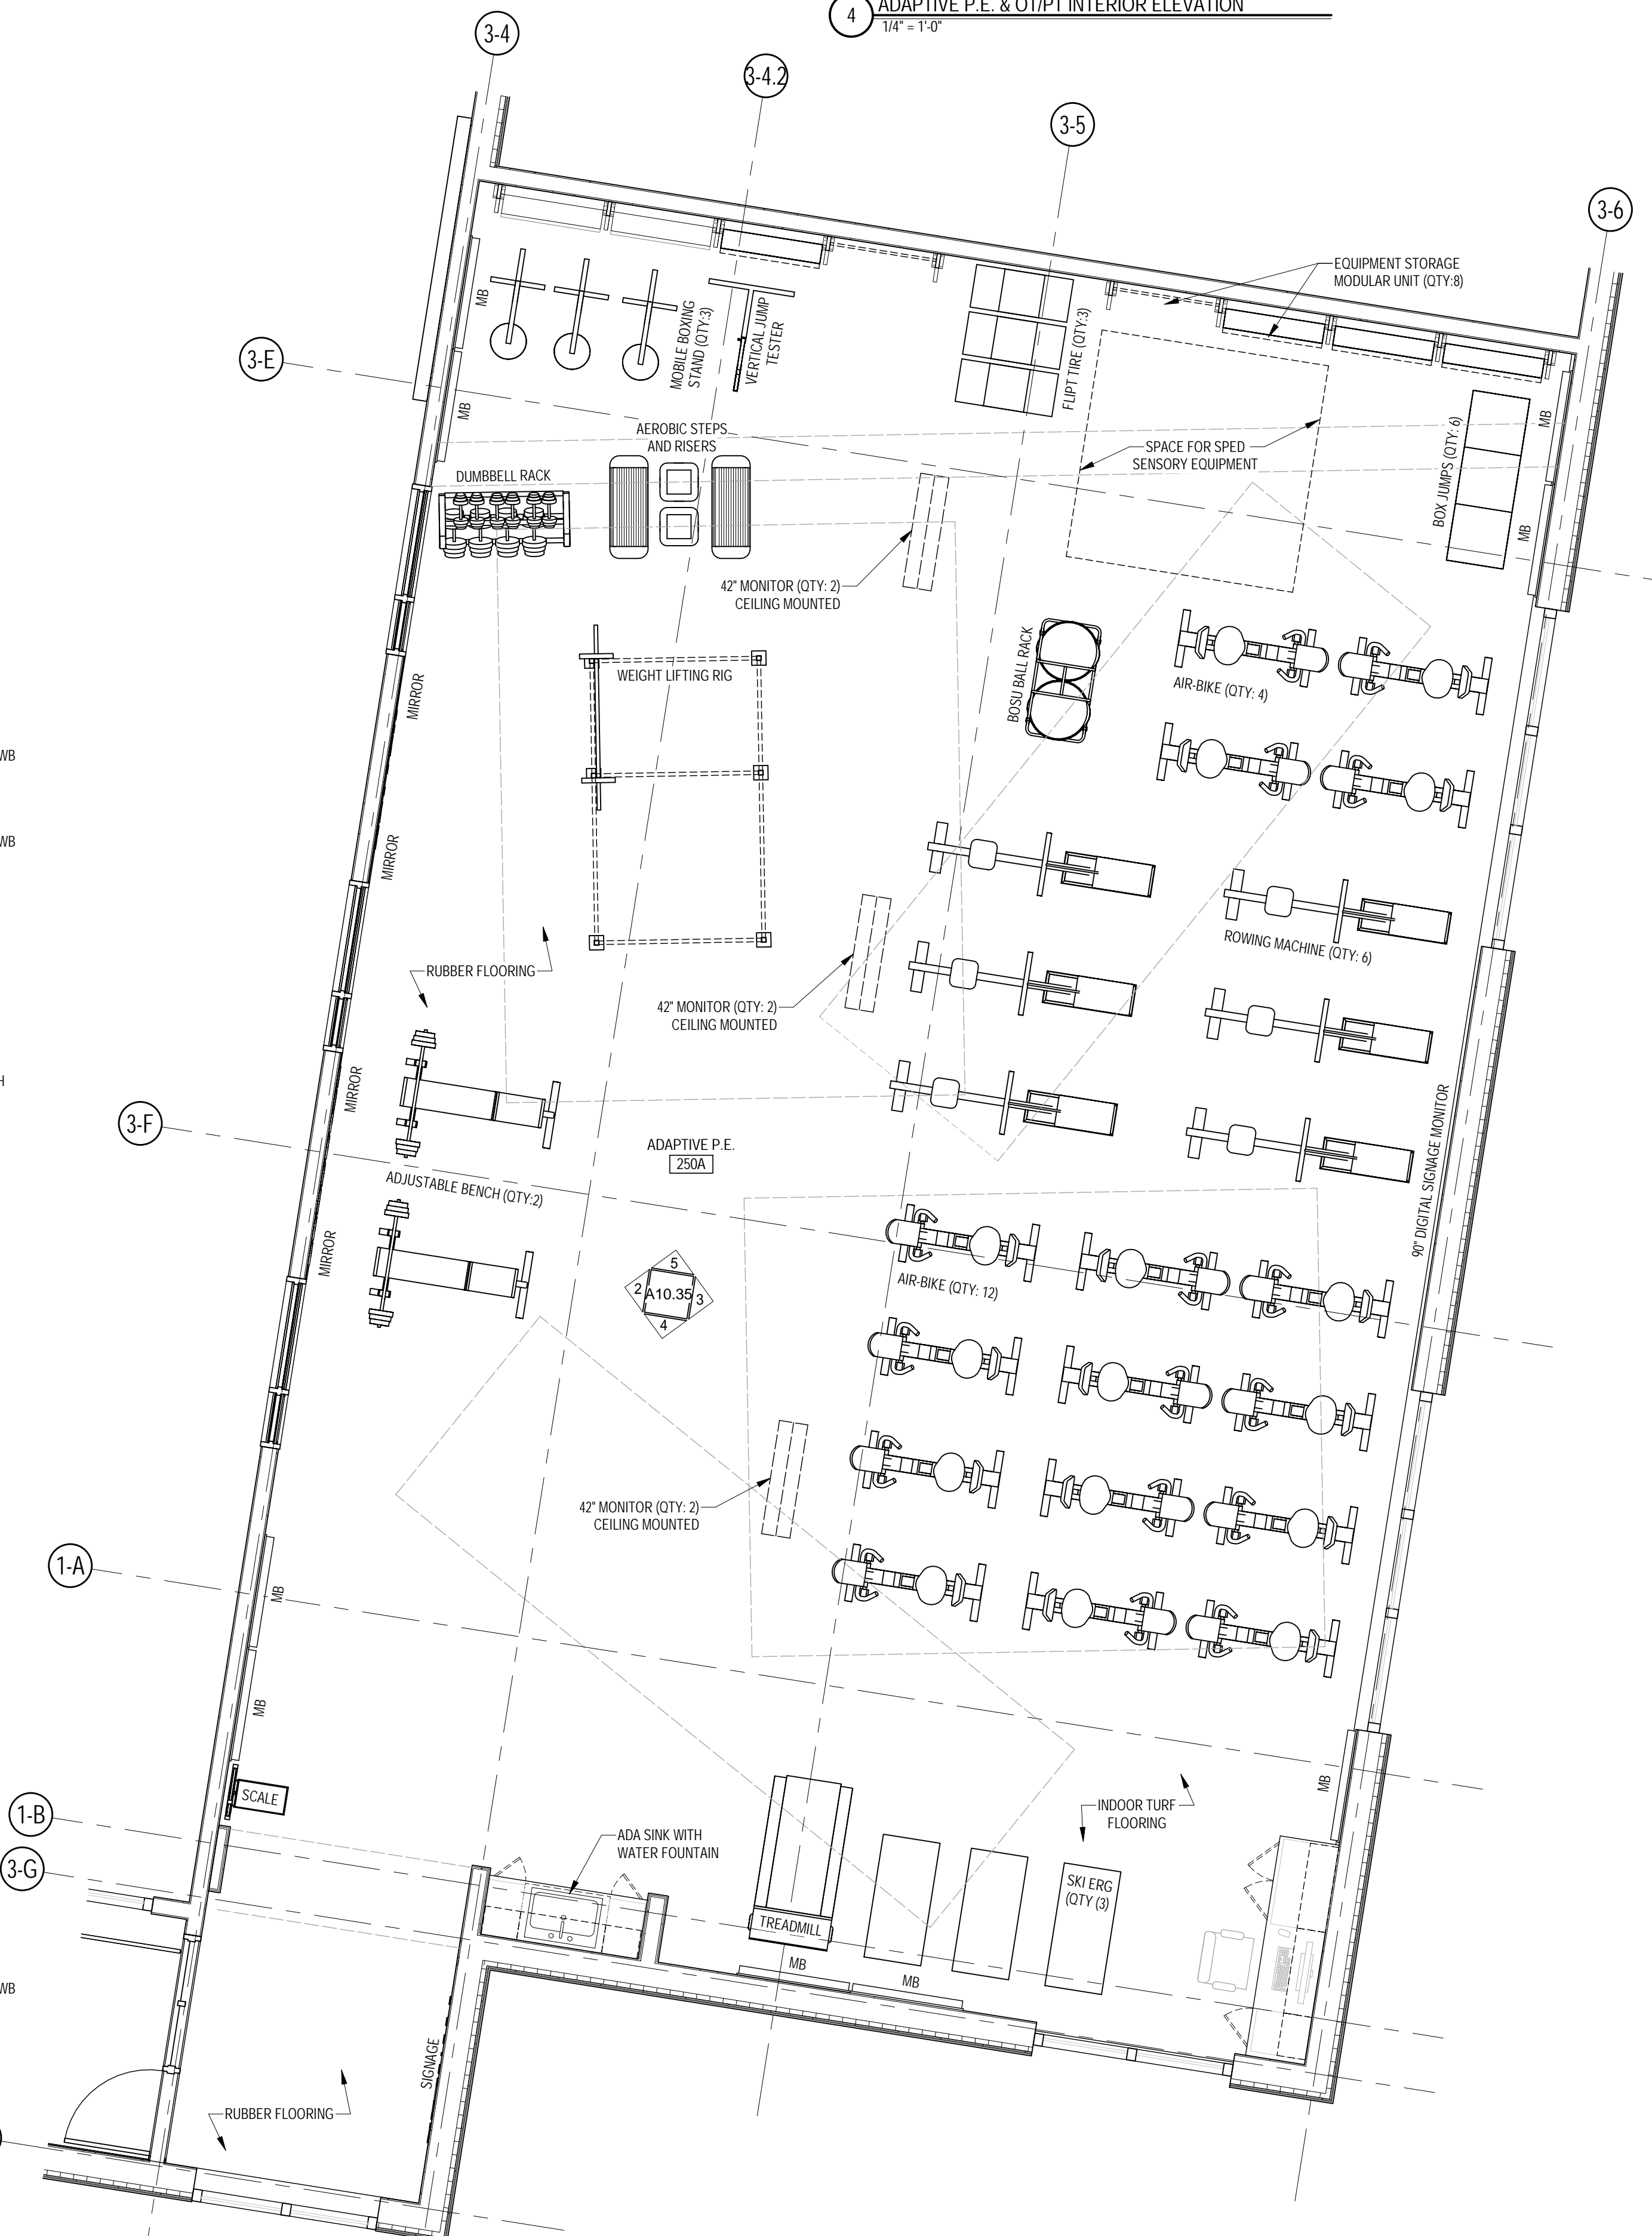 4
ADAPTIVE P.E. & OT/PT INTERIOR ELEVATION
1/4" = 1'-0"
3-4
3-4.2
3-5
3-6
EQUIPMENT STORAGE
MODULAR UNIT (QTY:8)
MB
MOBILE BOXING
STAND (QTY:3)
VERTICAL JUMP
TESTER
FLIPT TIRE (QTY:3)
3-E
MB
MB
AEROBIC STEPS
AND RISERS
SPACE FOR SPED
SENSORY EQUIPMENT
BOX JUMPS (QTY: 6)
DUMBBELL RACK
MB
42" MONITOR (QTY: 2)
CEILING MOUNTED
BOSU BALL RACK
WEIGHT LIFTING RIG
AIR-BIKE (QTY: 4)
MIRROR
WB
MIRROR
WB
ROWING MACHINE (QTY: 6)
RUBBER FLOORING
42" MONITOR (QTY: 2)
CEILING MOUNTED
H
MIRROR
3-F
ADAPTIVE P.E.
250A
90" DIGITAL SIGNAGE MONITOR
ADJUSTABLE BENCH (QTY:2)
MIRROR
5
2
A10.35
3
4
AIR-BIKE (QTY: 12)
42" MONITOR (QTY: 2)
CEILING MOUNTED
1-A
MB
MB
SCALE
MB
1-B
INDOOR TURF
FLOORING
3-G
ADA SINK WITH
WATER FOUNTAIN
SKI ERG
(QTY (3)
TREADMILL
MB
MB
WB
SIGNAGE
RUBBER FLOORING